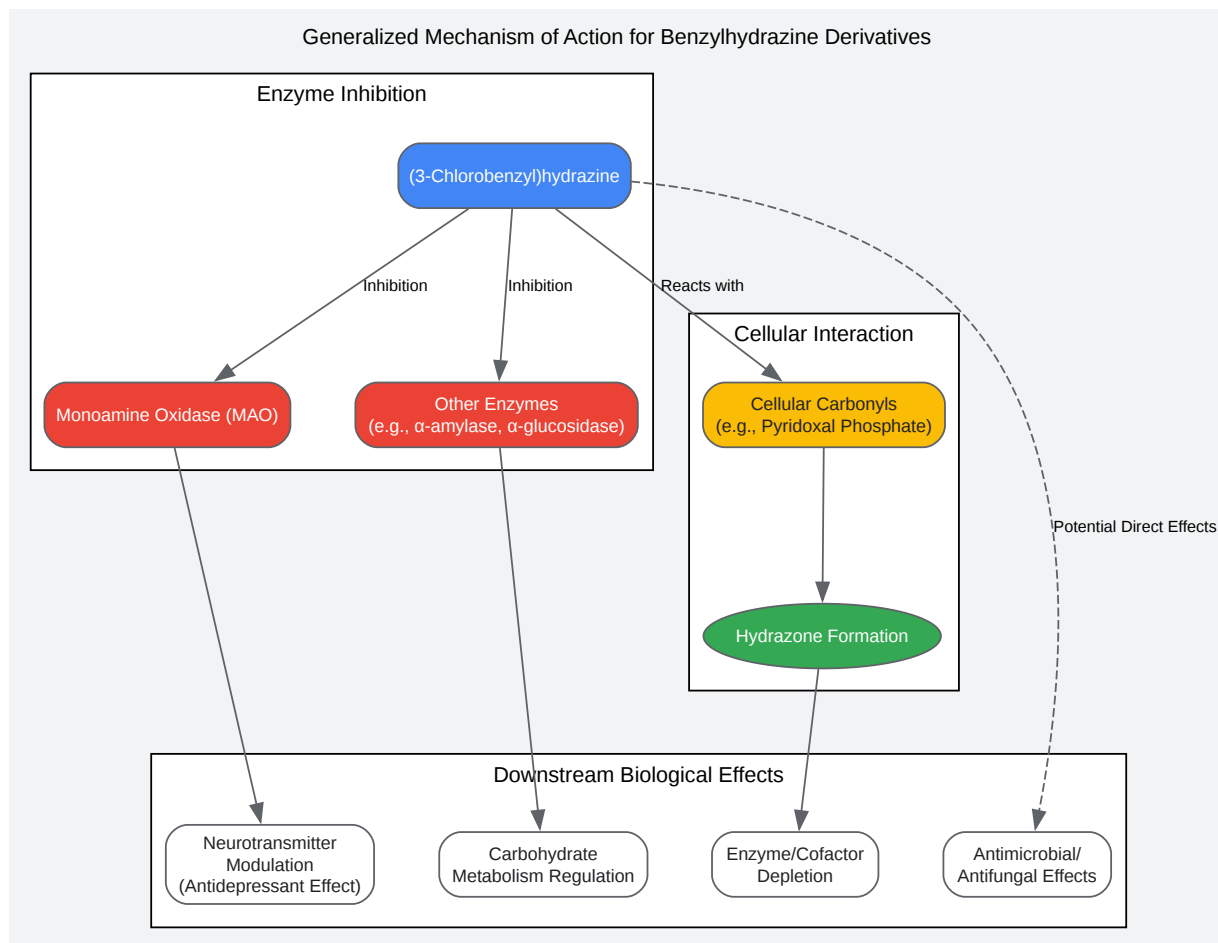 Generalized Mechanism of Action for Benzylhydrazine Derivatives
Enzyme Inhibition
(3-Chlorobenzyl)hydrazine
Inhibition
Inhibition
Reacts with
Cellular Interaction
Monoamine Oxidase (MAO)
Other Enzymes
(e.g., α-amylase, α-glucosidase)
Cellular Carbonyls
(e.g., Pyridoxal Phosphate)
Potential Direct Effects
Hydrazone Formation
Downstream Biological Effects
Neurotransmitter
Modulation
(Antidepressant Effect)
Carbohydrate
Metabolism Regulation
Enzyme/Cofactor
Depletion
Antimicrobial/
Antifungal Effects